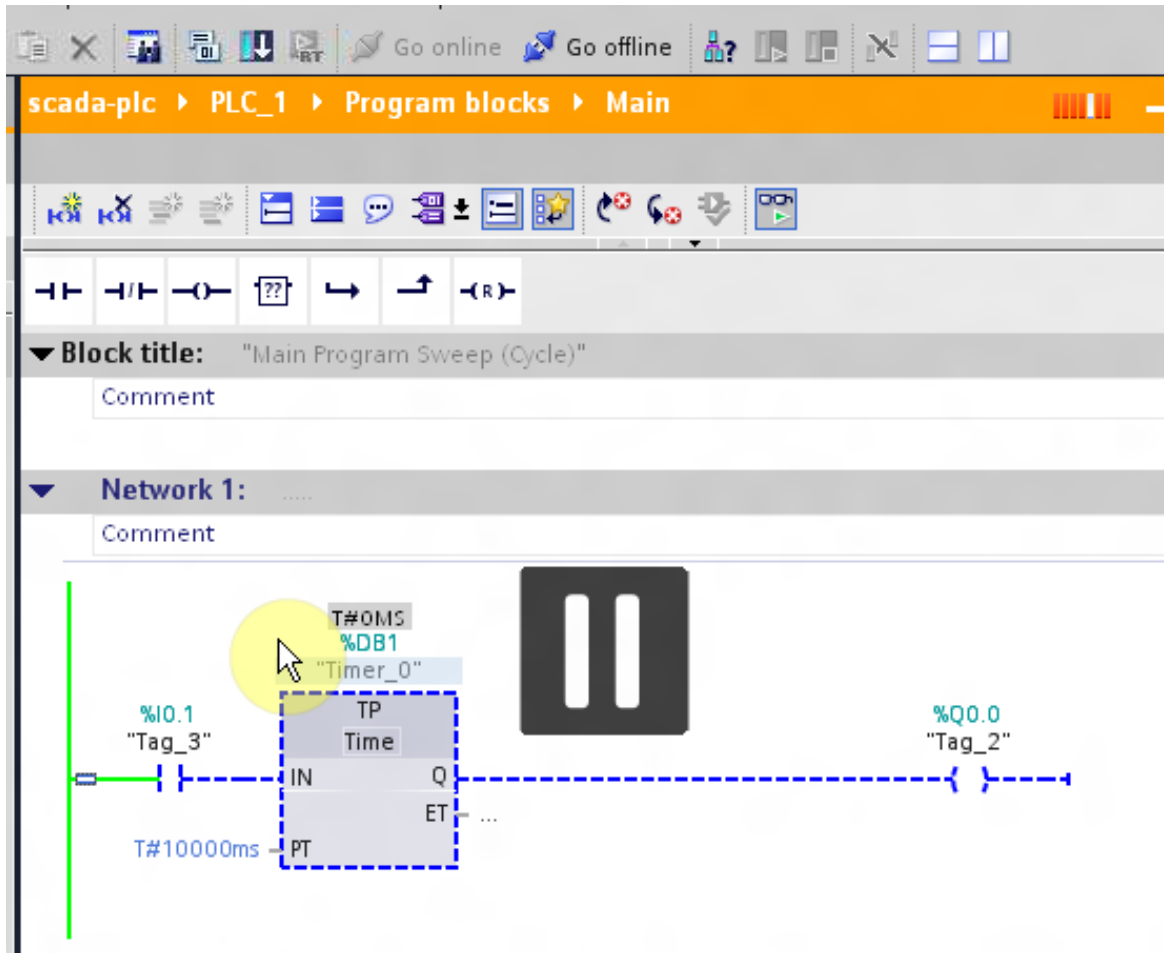 Go online Go offline
scada-plc PLC_1 Program blocks Main
??
R
Block title: "Main Program Sweep (Cycle)"
Comment
Network 1: .....
Comment
T#0MS
%DB1
"Timer_0"
%I0.1 TP %Q0.0
"Tag_3" Time "Tag_2"
IN Q
ET ...
T#10000ms PT